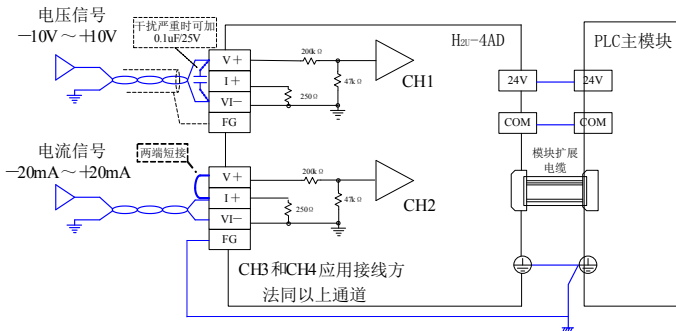 电压信号
−10V～+10V
干扰严重时可加
0.1uF/25V
V+
I+
VI−
FG
200kΩ
250Ω
47kΩ
CH1
H2U-4AD
PLC主模块
24V
24V
COM
COM
模块扩展
电缆
电流信号
−20mA～+20mA
两端短接
V+
I+
VI−
FG
200kΩ
250Ω
47kΩ
CH2
CH3和CH4应用接线方
法同以上通道